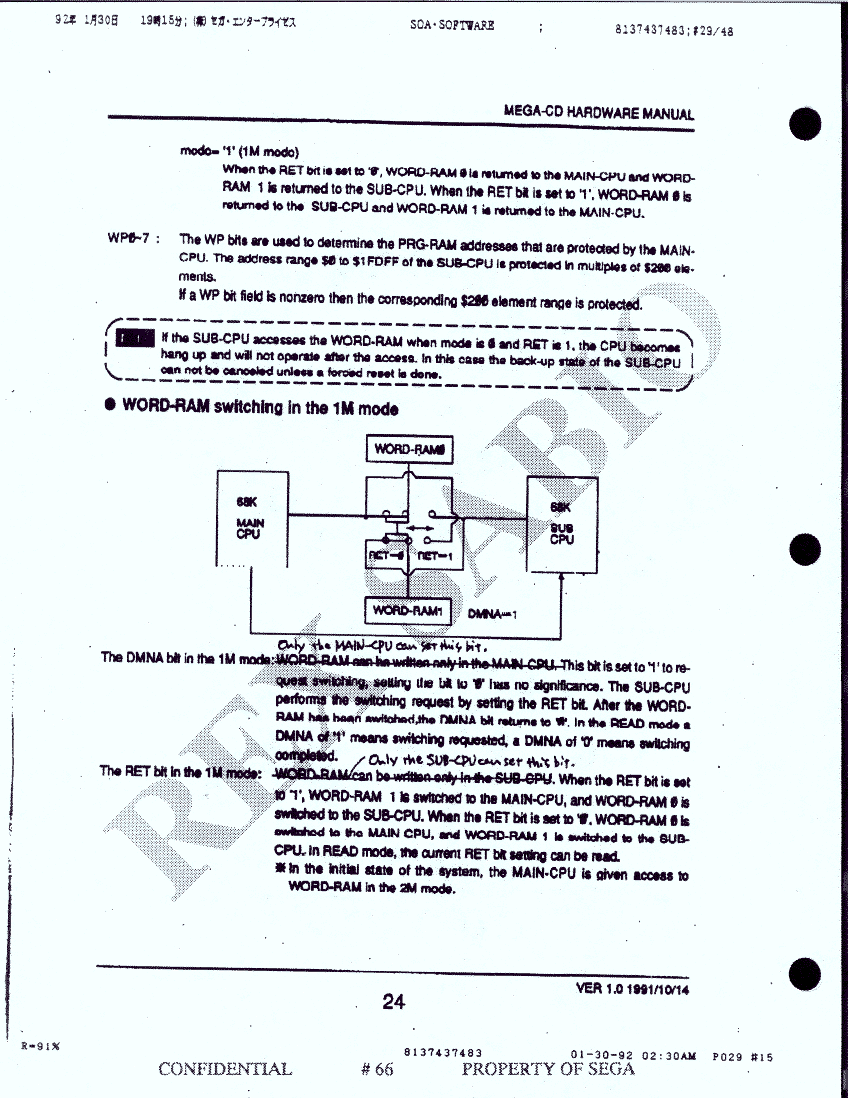 92年 1月30日 19時15分; (株)セガ・エンタープライゼス SOA·SOFTWARE ; 8137437483;#29/48
MEGA-CD HARDWARE MANUAL
mode= '1' (1M mode)
When the RET bit is set to '0', WORD-RAM 0 is returned to the MAIN-CPU and WORD-
RAM 1 is returned to the SUB-CPU. When the RET bit is set to '1', WORD-RAM 0 is
returned to the SUB-CPU and WORD-RAM 1 is returned to the MAIN-CPU.
WP0~7 : The WP bits are used to determine the PRG-RAM addresses that are protected by the MAIN-
CPU. The address range $0 to $1FDFF of the SUB-CPU is protected in multiples of $200 ele-
ments.
If a WP bit field is nonzero then the corresponding $200 element range is protected.
If the SUB-CPU accesses the WORD-RAM when mode is 0 and RET is 1, the CPU becomes
hang up and will not operate after the access. In this case the back-up state of the SUB-CPU
can not be canceled unless a forced reset is done.
● WORD-RAM switching in the 1M mode
WORD-RAM0
68K
MAIN
CPU
68K
SUB
CPU
RET=0 RET=1
WORD-RAM1 DMNA=1
Only the MAIN-CPU can set this bit.
The DMNA bit in the 1M mode: WORD-RAM can be written only in the MAIN-CPU. This bit is set to '1' to re-
quest switching, setting the bit to '0' has no significance. The SUB-CPU
performs the switching request by setting the RET bit. After the WORD-
RAM has been switched,the DMNA bit returns to '0'. In the READ mode a
DMNA of '1' means switching requested, a DMNA of '0' means switching
completed. Only the SUB-CPU can set this bit.
The RET bit in the 1M mode: WORD-RAM can be written only in the SUB-CPU. When the RET bit is set
to '1', WORD-RAM 1 is switched to the MAIN-CPU, and WORD-RAM 0 is
switched to the SUB-CPU. When the RET bit is set to '0', WORD-RAM 0 is
switched to the MAIN CPU, and WORD-RAM 1 is switched to the SUB-
CPU. In READ mode, the current RET bit setting can be read.
※ In the initial state of the system, the MAIN-CPU is given access to
WORD-RAM in the 2M mode.
REX SABIO
VER 1.0 1991/10/14
24
R=91% 8137437483 01-30-92 02:30AM P029 #15
CONFIDENTIAL #66 PROPERTY OF SEGA